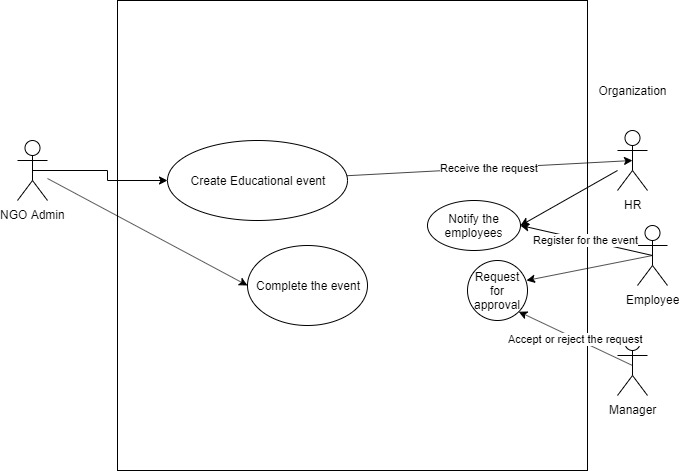 Organization
Receive the request
Create Educational event
HR
NGO Admin
Notify the
employees
Register for the event
Request
for
approval
Complete the event
Employee
Accept or reject the request
Manager